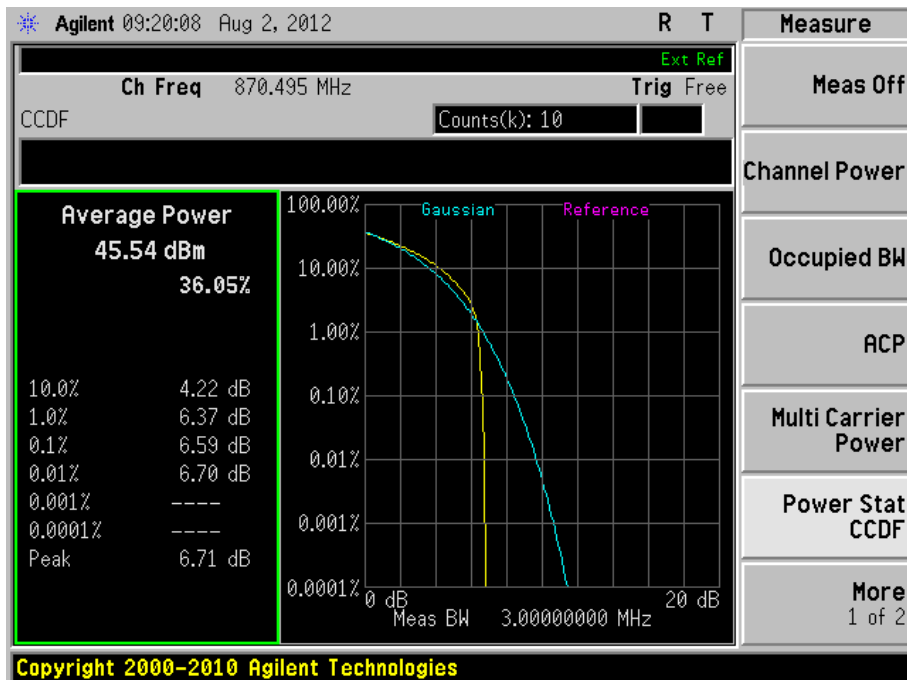 Agilent 09:20:08 Aug 2, 2012 R T
Measure
Ext Ref
Ch Freq 870.495 MHz Trig Free
CCDF Counts(k): 10
Average Power
45.54 dBm
36.05%
10.0% 4.22 dB
1.0% 6.37 dB
0.1% 6.59 dB
0.01% 6.70 dB
0.001% ----
0.0001% ----
Peak 6.71 dB
Gaussian Reference
100.00%
10.00%
1.00%
0.10%
0.01%
0.001%
0.0001%
0 dB 20 dB
Meas BW 3.00000000 MHz
Meas Off
Channel Power
Occupied BW
ACP
Multi Carrier
Power
Power Stat
CCDF
More
1 of 2
Copyright 2000-2010 Agilent Technologies